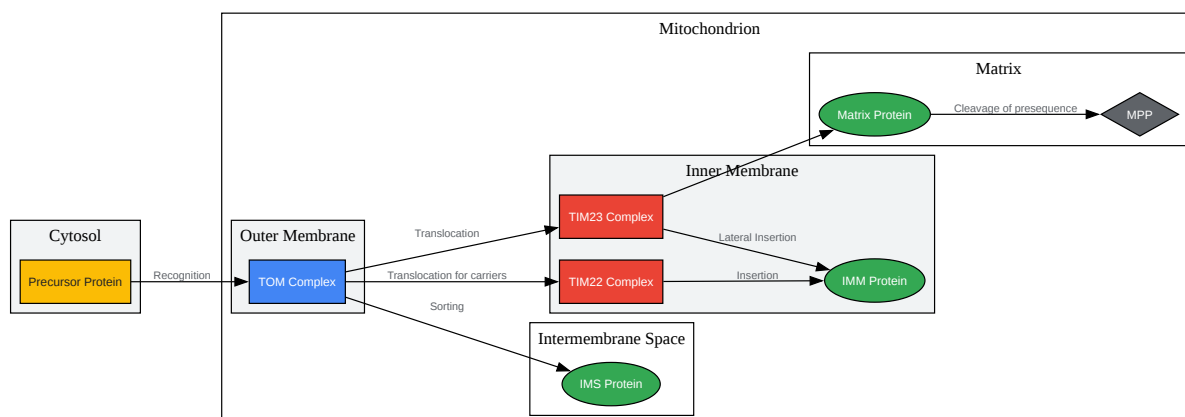 Mitochondrion
Matrix
Matrix Protein
Cleavage of presequence
MPP
Inner Membrane
TIM23 Complex
Lateral Insertion
TIM22 Complex
Insertion
IMM Protein
Cytosol
Precursor Protein
Recognition
Outer Membrane
TOM Complex
Translocation
Translocation for carriers
Sorting
Intermembrane Space
IMS Protein